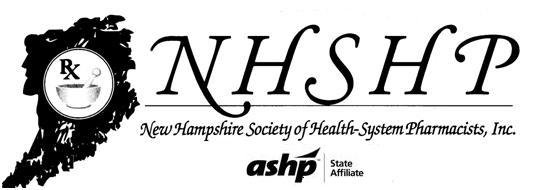 Rx
NHSHP
New Hampshire Society of Health-System Pharmacists, Inc.
ashp
State
Affiliate